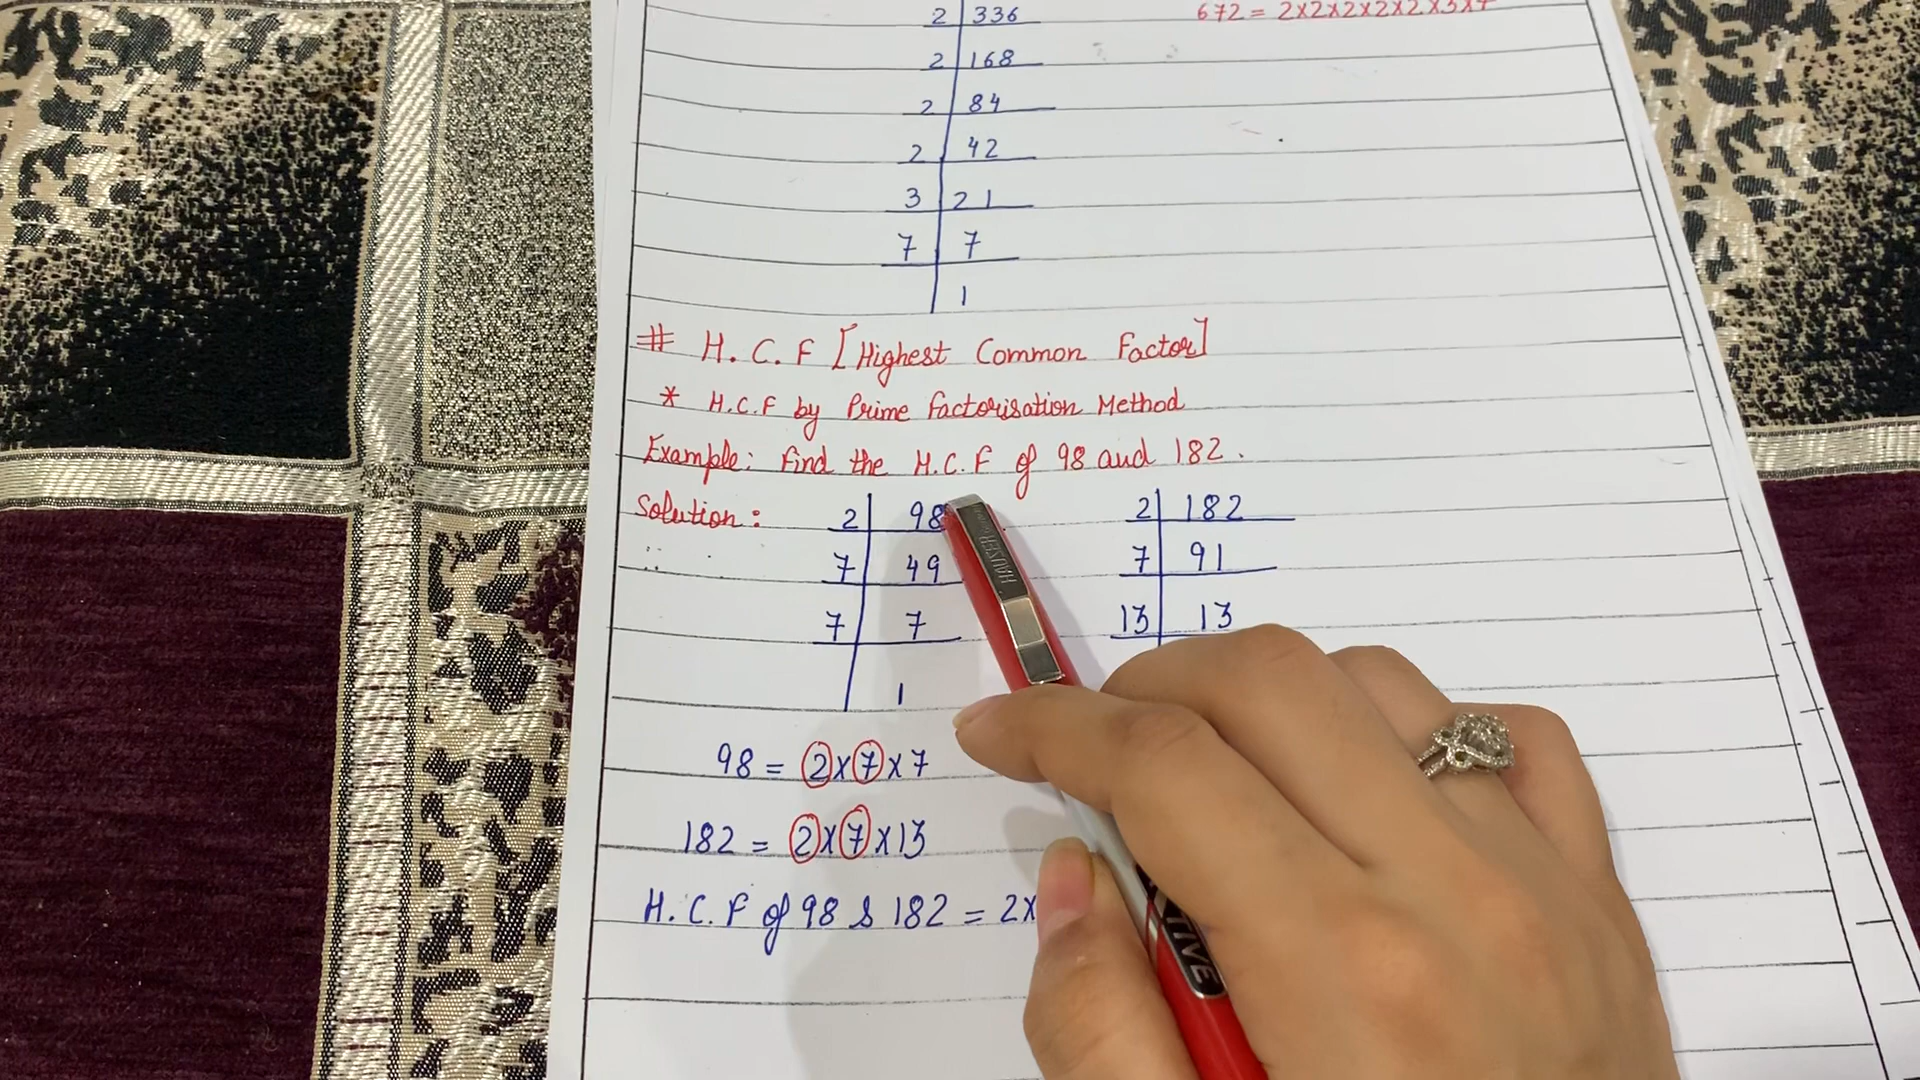 2 336
672 = 2x2x2x2x2x3x7
2 168
2 84
2 42
3 21
7 7
1
# H.C.F [Highest Common Factor]
* H.C.F by Prime Factorisation Method
Example: Find the H.C.F of 98 and 182.
Solution:
2 98
7 49
7 7
1
2 182
7 91
13 13
98 = 2x7x7
182 = 2x7x13
H.C.F of 98 & 182 = 2x
HAUSER